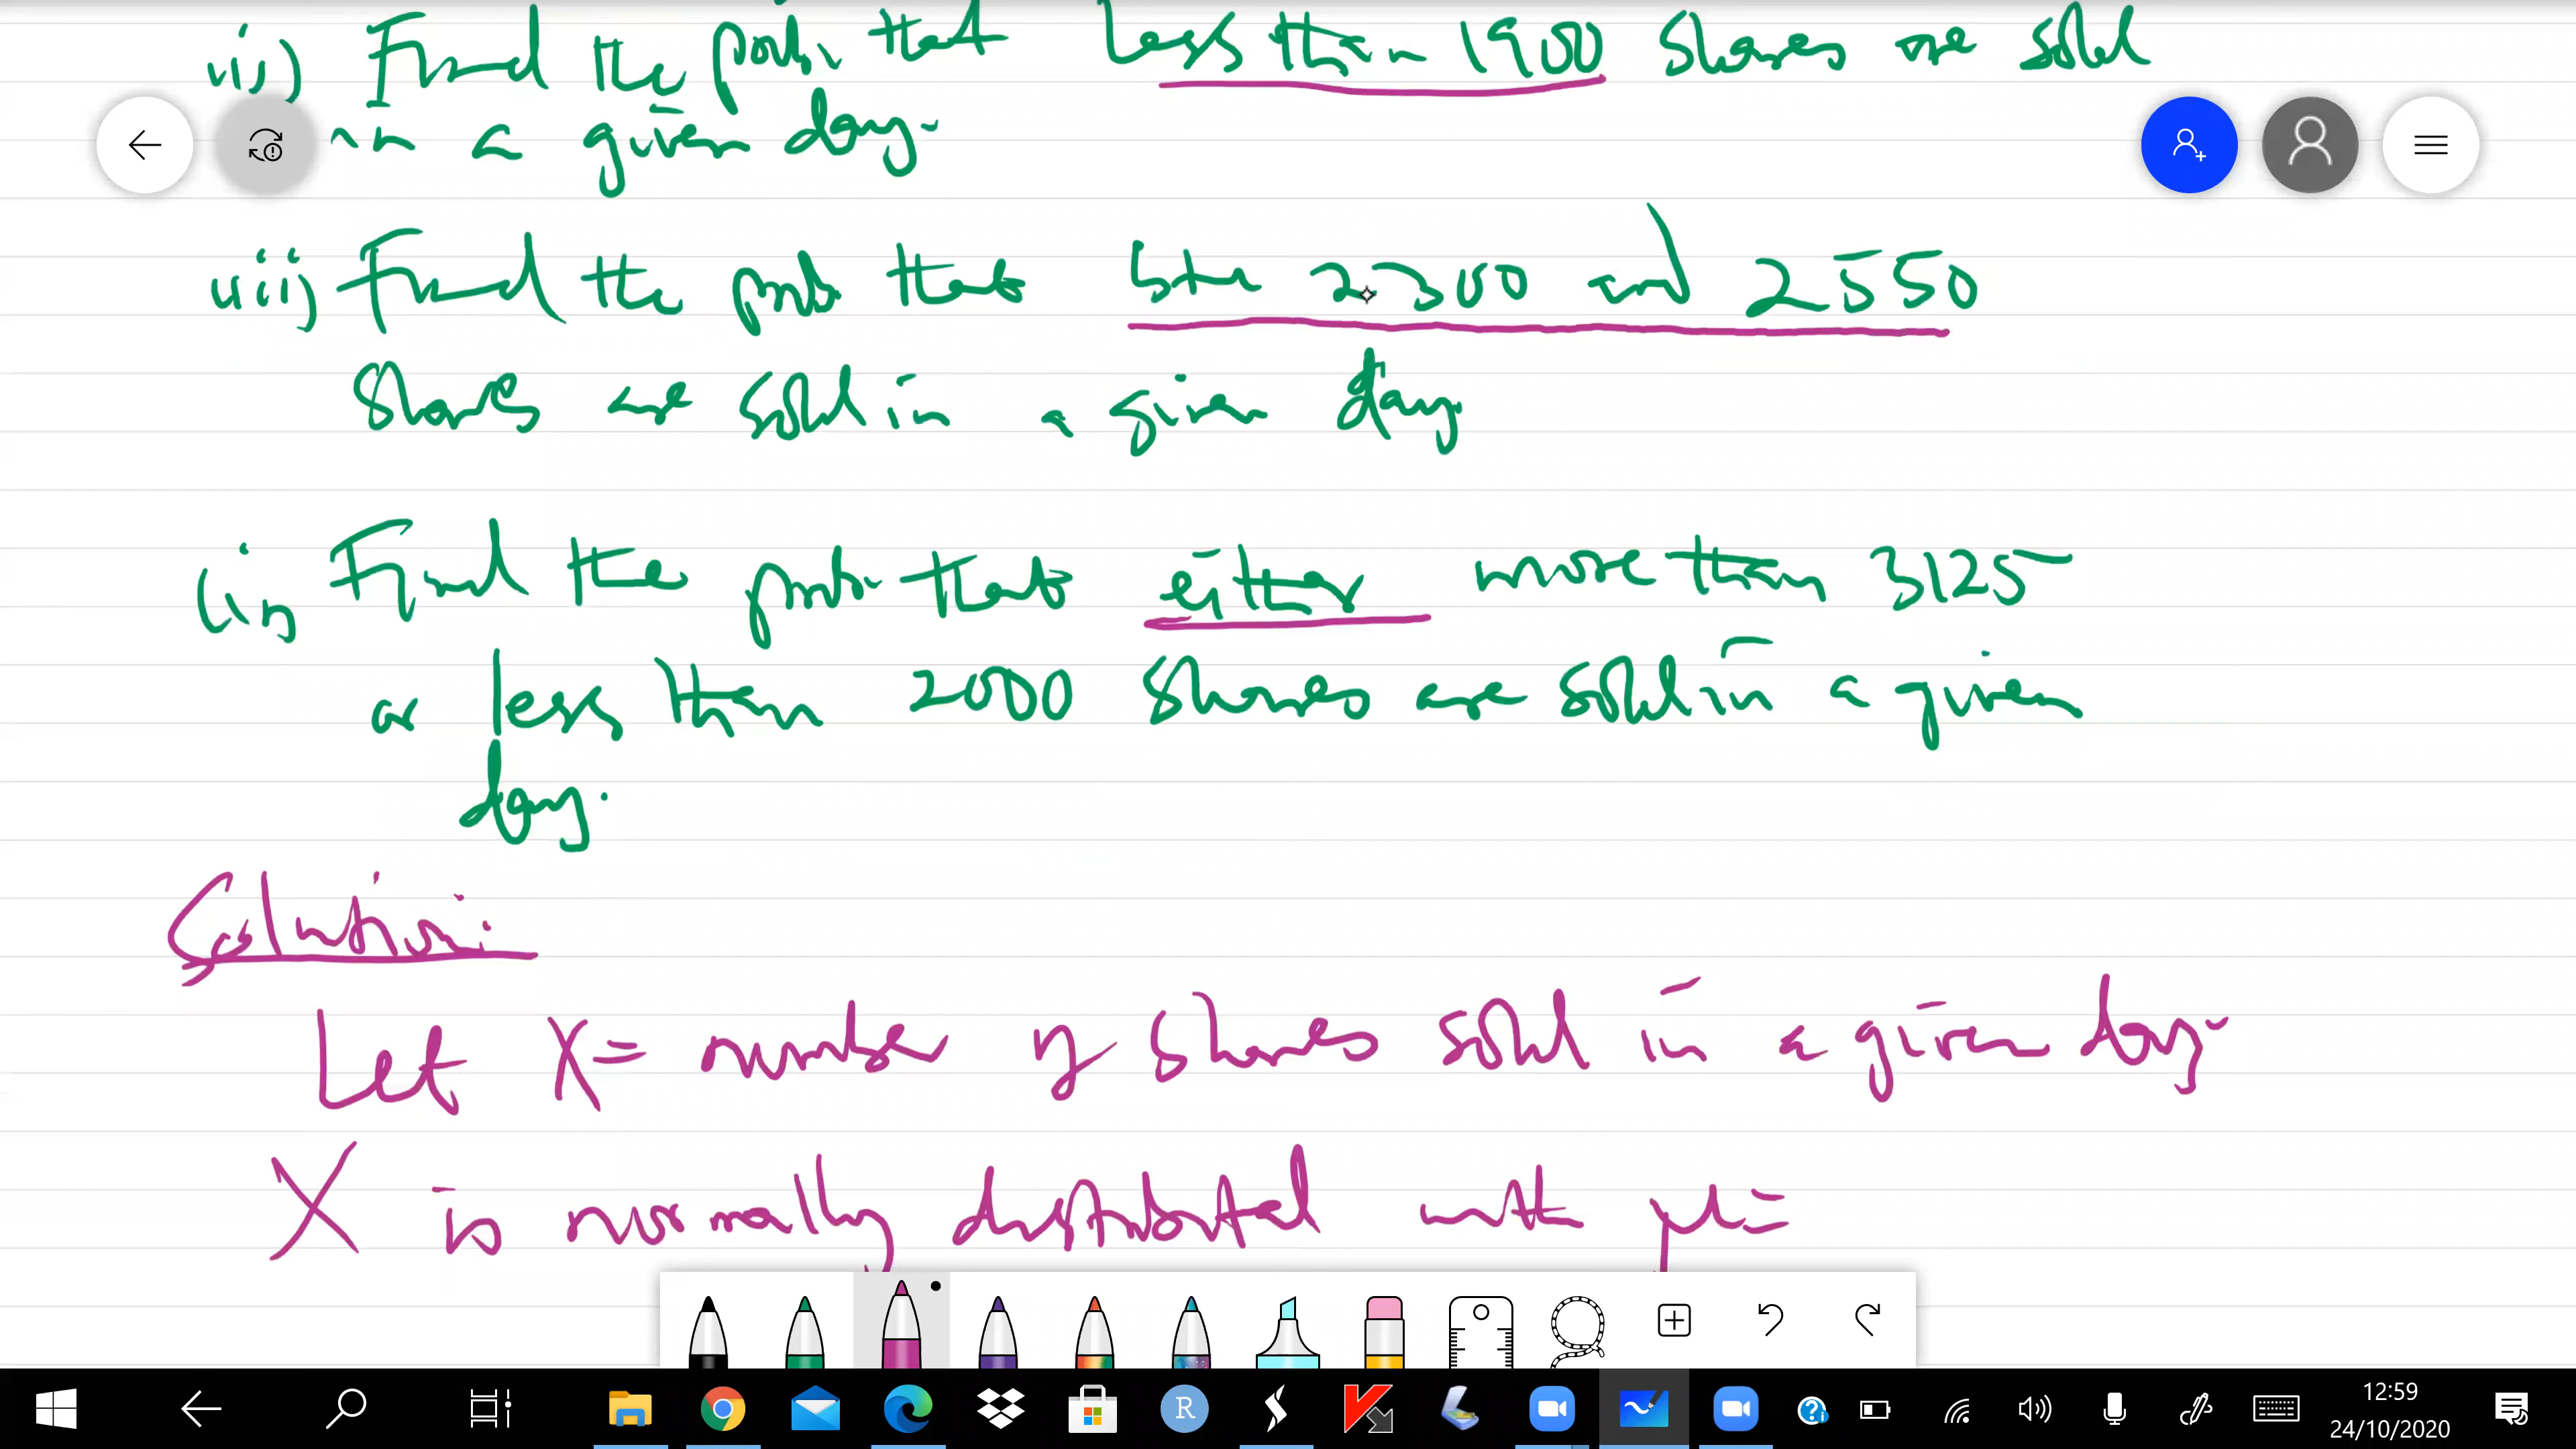 vii) Find the prob. that less than 1900 shares are sold
in a given day.
viii) Find the prob that btw 2300 and 2550
shares are sold in a given day.
Find the prob. that either more than 3125
or less than 2000 shares are sold in a given
day.
Solution:
Let X = number of shares sold in a given day.
X is normally distributed with μ =
R
12:59
24/10/2020